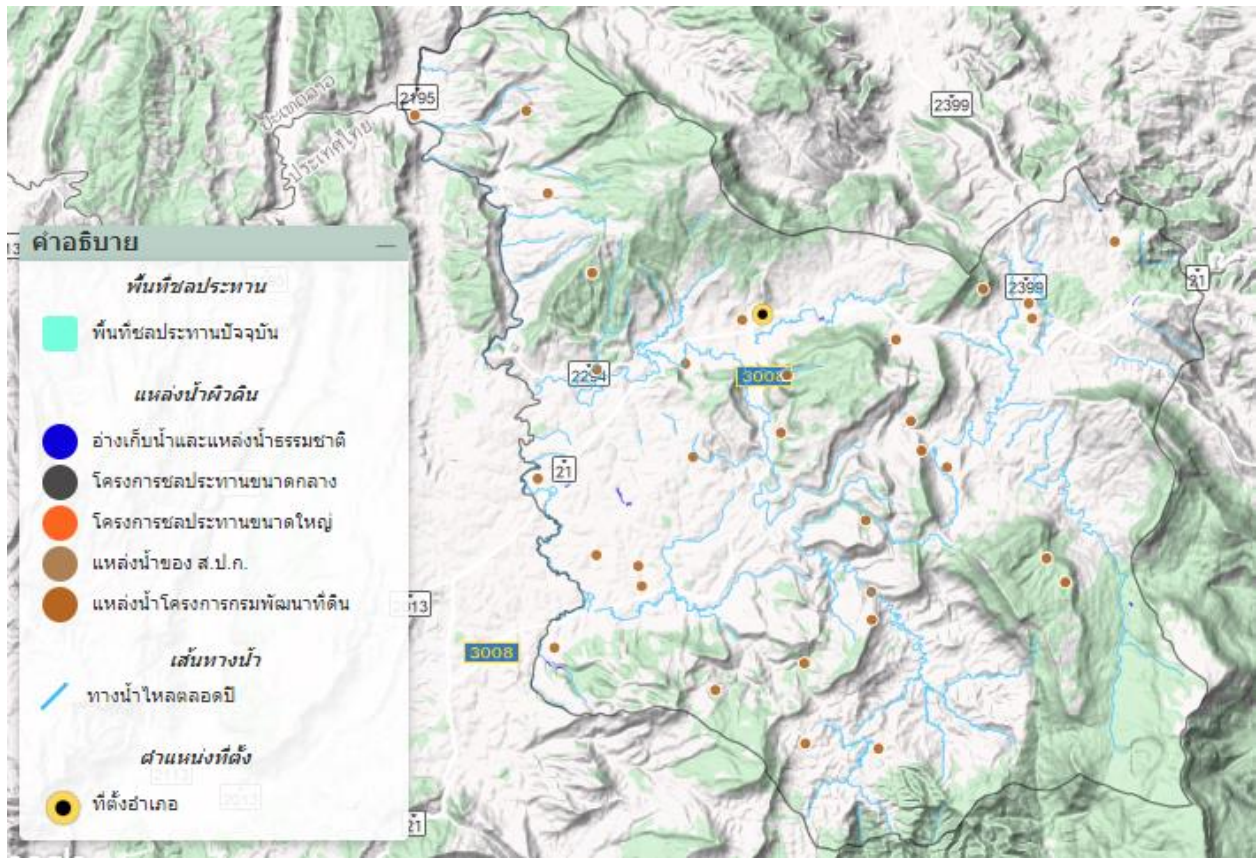 2195
2399
ประเทศลาว
ประเทศไทย
คำอธิบาย
พื้นที่ชลประทาน
พื้นที่ชลประทานปัจจุบัน
แหล่งน้ำผิวดิน
อ่างเก็บน้ำและแหล่งน้ำธรรมชาติ
โครงการชลประทานขนาดกลาง
โครงการชลประทานขนาดใหญ่
แหล่งน้ำของ ส.ป.ก.
แหล่งน้ำโครงการกรมพัฒนาที่ดิน
เส้นทางน้ำ
ทางน้ำไหลตลอดปี
ตำแหน่งที่ตั้ง
ที่ตั้งอำเภอ
21
2399
3008
2294
21
3008
21